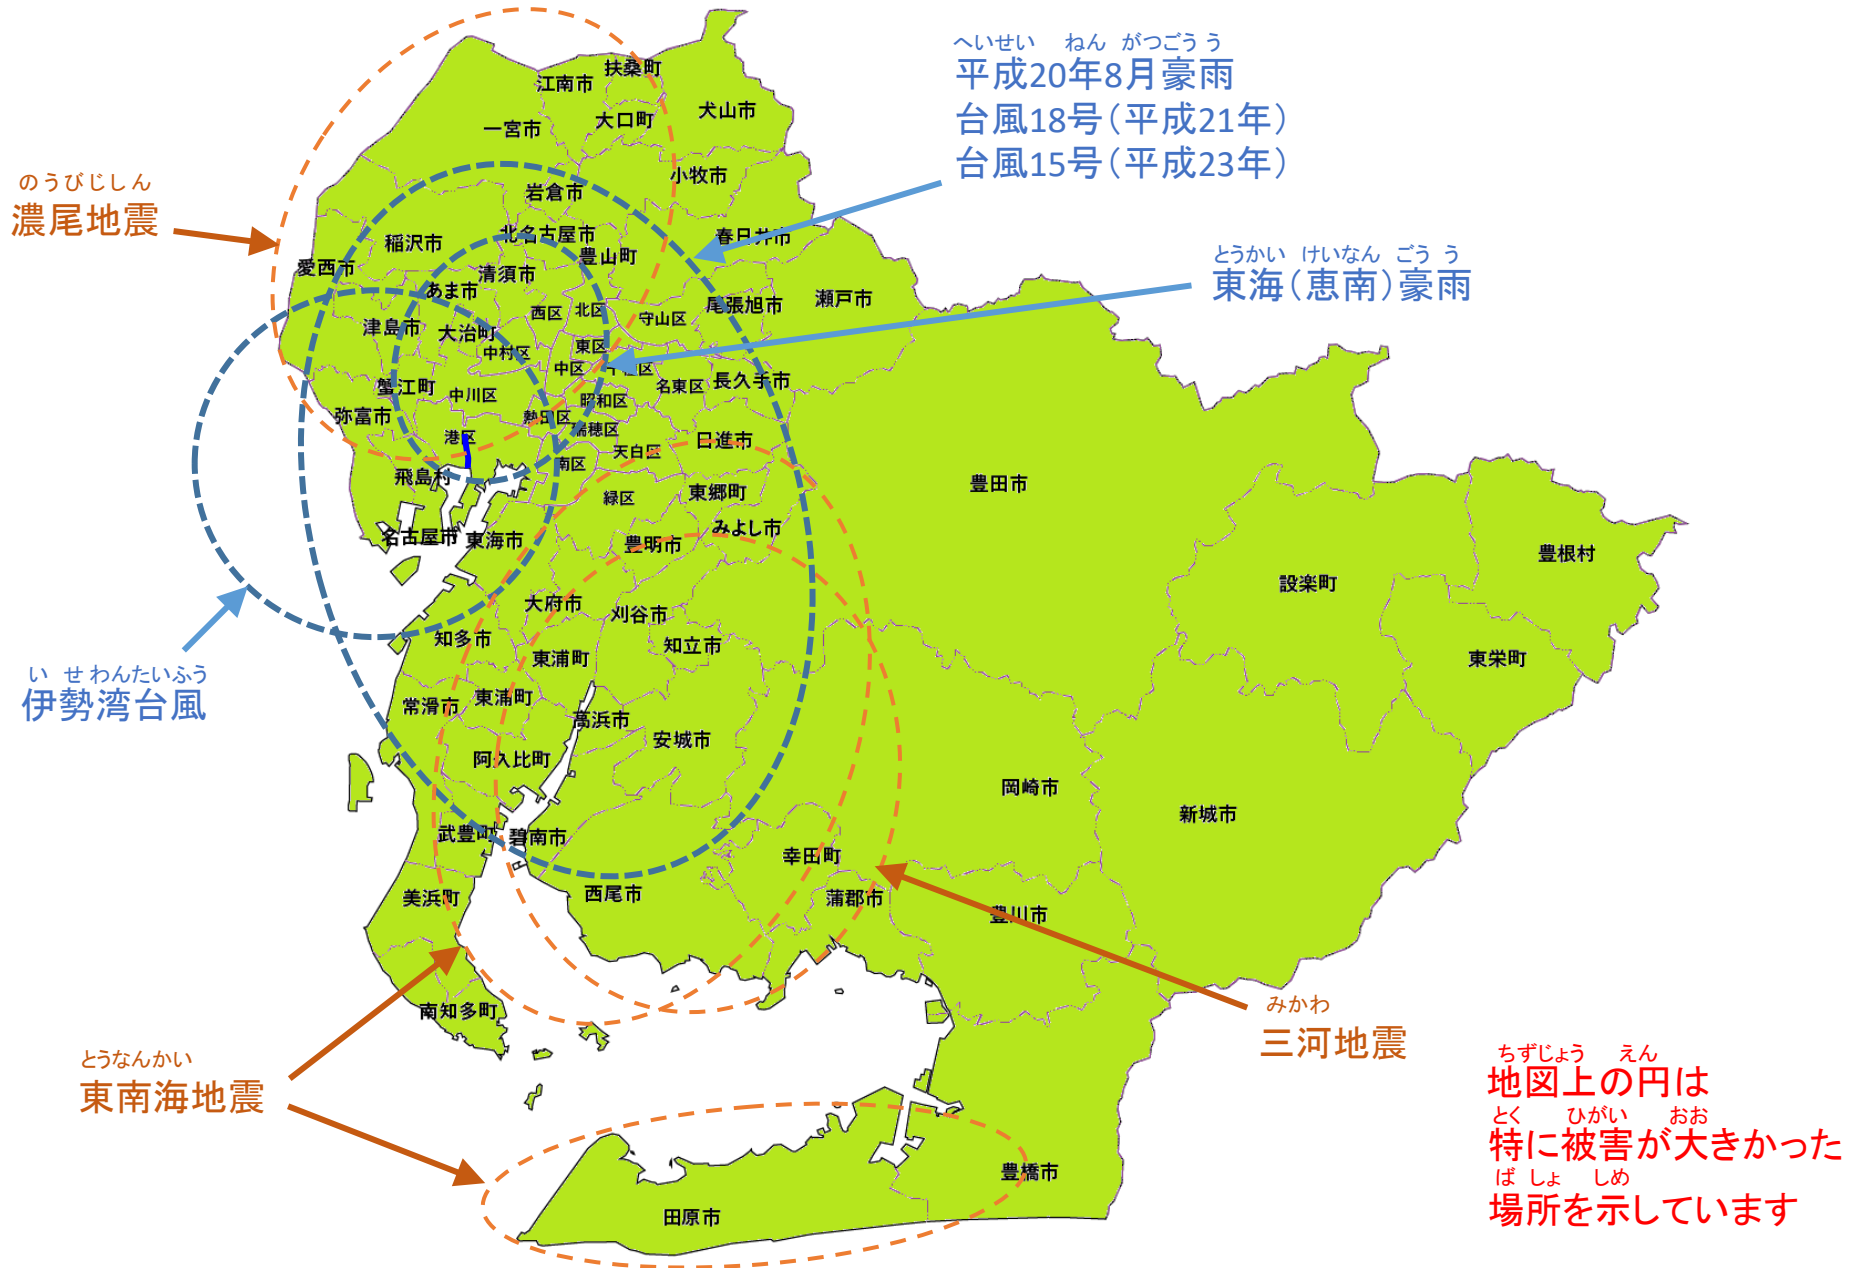 へいせい ねん がつごう う
平成20年8月豪雨
台風18号（平成21年）
台風15号（平成23年）
とうかい けいなん ごう う
東海（恵南）豪雨
のうびじしん
濃尾地震
い せ わんたいふう
伊勢湾台風
とうなんかい
東南海地震
みかわ
三河地震
ちずじょう えん
地図上の円は
とく ひがい おお
特に被害が大きかった
ば しょ しめ
場所を示しています
扶桑町
江南市
犬山市
大口町
一宮市
小牧市
岩倉市
北名古屋市
春日井市
稲沢市
豊山町
愛西市
清須市
あま市
瀬戸市
尾張旭市
西区
北区
守山区
津島市
大治町
中村区
東区
中区
名東区
長久手市
蟹江町
中川区
昭和区
弥富市
熱田区
瑞穂区
港区
日進市
天白区
南区
飛島村
豊田市
緑区
東郷町
みよし市
名古屋市
東海市
豊明市
豊根村
設楽町
大府市
刈谷市
知多市
知立市
東浦町
東栄町
常滑市
東浦町
高浜市
安城市
阿久比町
岡崎市
新城市
武豊町
碧南市
幸田町
美浜町
西尾市
蒲郡市
豊川市
南知多町
豊橋市
田原市